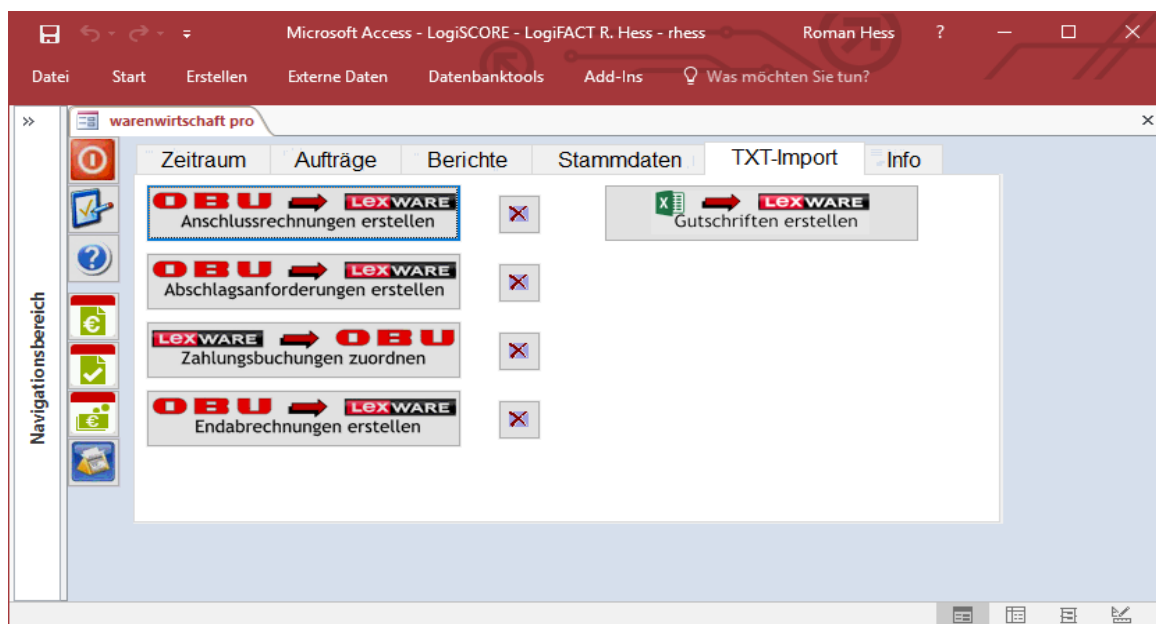 Microsoft Access - LogiSCORE - LogiFACT R. Hess - rhess
Roman Hess
?
Datei Start Erstellen Externe Daten Datenbanktools Add-Ins Was möchten Sie tun?
warenwirtschaft pro
Zeitraum Aufträge Berichte Stammdaten TXT-Import Info
OBU LEXWARE
Anschlussrechnungen erstellen
LEXWARE
Gutschriften erstellen
OBU LEXWARE
Abschlagsanforderungen erstellen
LEXWARE OBU
Zahlungsbuchungen zuordnen
OBU LEXWARE
Endabrechnungen erstellen
Navigationsbereich